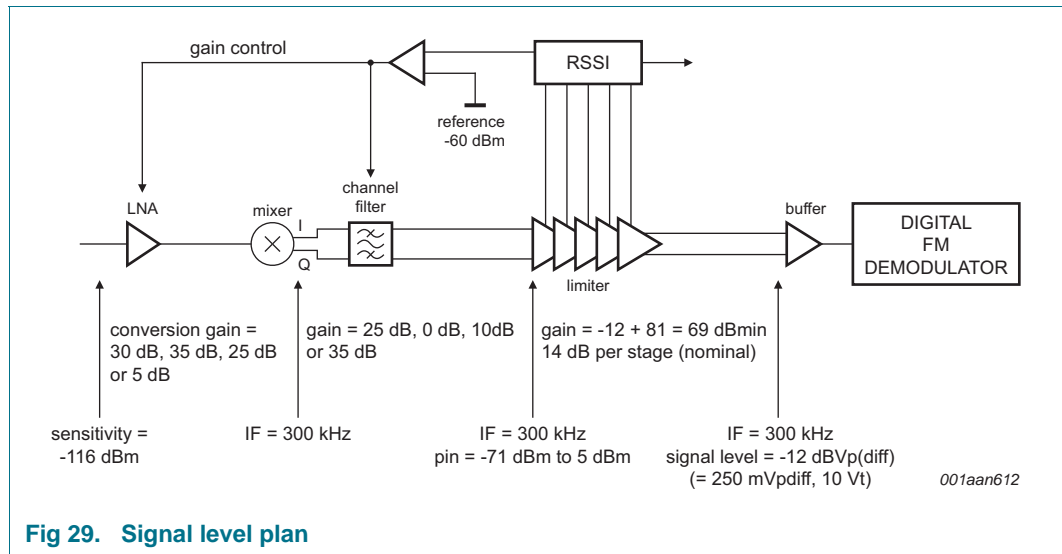 gain control
RSSI
reference
-60 dBm
LNA
mixer
I
Q
channel
filter
limiter
buffer
DIGITAL
FM
DEMODULATOR
conversion gain =
30 dB, 35 dB, 25 dB
or 5 dB
gain = 25 dB, 0 dB, 10dB
or 35 dB
gain = -12 + 81 = 69 dBmin
14 dB per stage (nominal)
sensitivity =
-116 dBm
IF = 300 kHz
IF = 300 kHz
pin = -71 dBm to 5 dBm
IF = 300 kHz
signal level = -12 dBVp(diff)
(= 250 mVpdiff, 10 Vt)
001aan612
Fig 29. Signal level plan